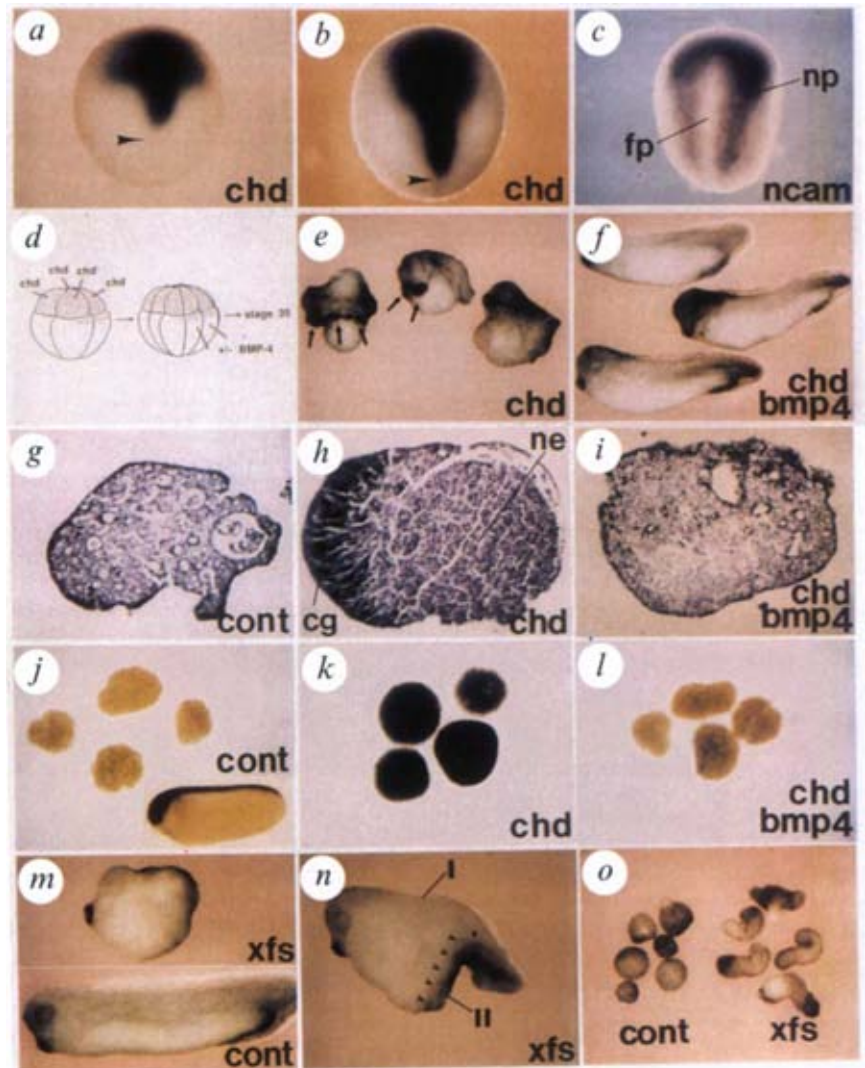 a
chd
b
chd
c
np
fp
ncam
d
chd chd chd chd
stage 35
+/- BMP-4
e
chd
f
chd
bmp4
g
cont
h
ne
cg
chd
i
chd
bmp4
j
cont
k
chd
l
chd
bmp4
m
xfs
cont
n
I
II
xfs
o
cont
xfs